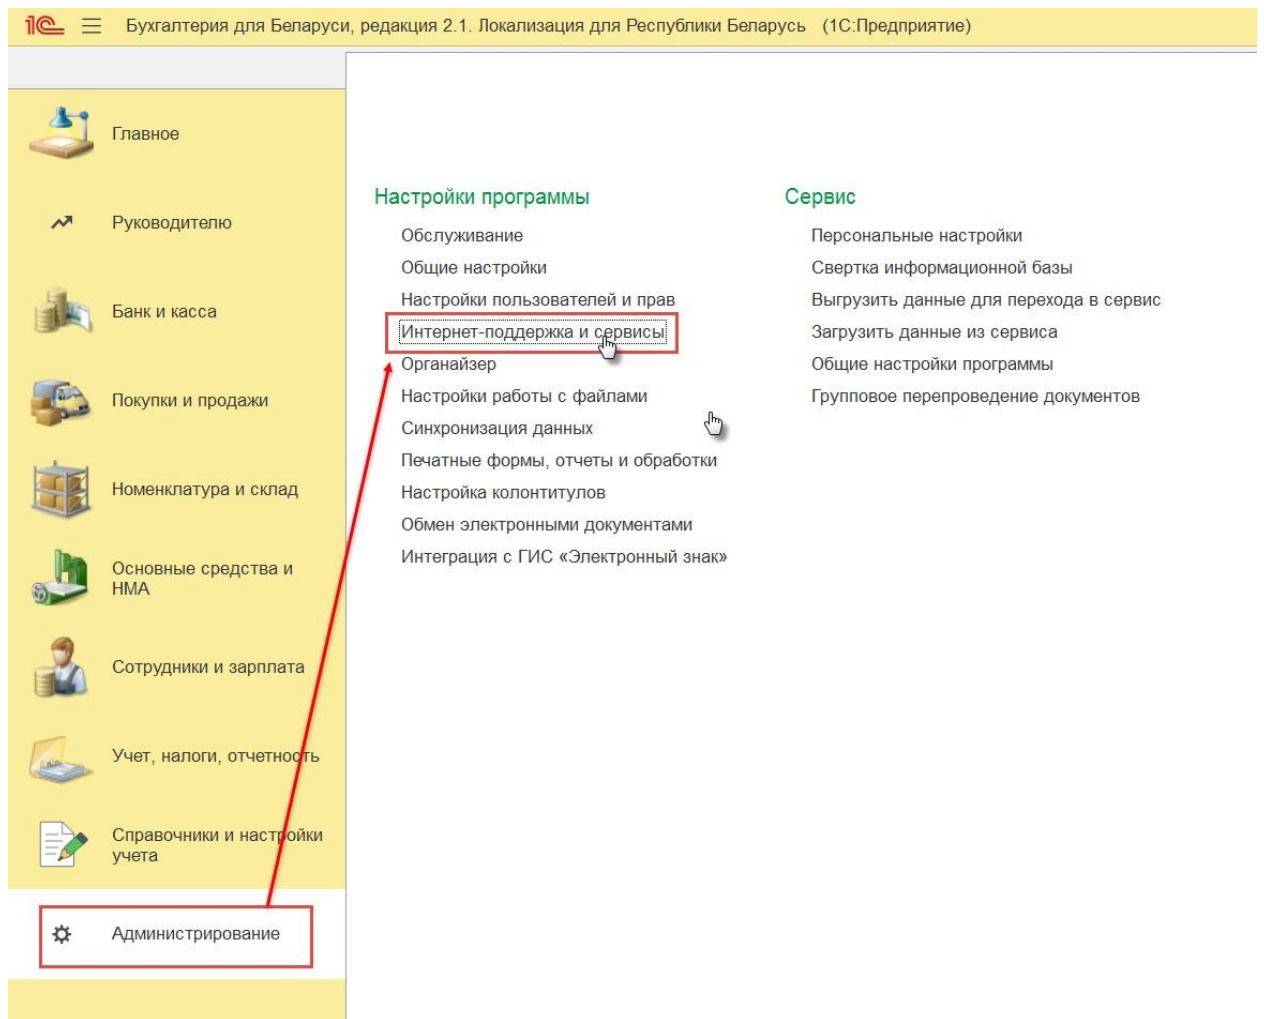 1С Бухгалтерия для Беларуси, редакция 2.1. Локализация для Республики Беларусь (1С:Предприятие)
Главное
Руководителю
Банк и касса
Покупки и продажи
Номенклатура и склад
Основные средства и
НМА
Сотрудники и зарплата
Учет, налоги, отчетность
Справочники и настройки
учета
Администрирование
Настройки программы
Обслуживание
Общие настройки
Настройки пользователей и прав
Интернет-поддержка и сервисы
Органайзер
Настройки работы с файлами
Синхронизация данных
Печатные формы, отчеты и обработки
Настройка колонтитулов
Обмен электронными документами
Интеграция с ГИС «Электронный знак»
Сервис
Персональные настройки
Свертка информационной базы
Выгрузить данные для перехода в сервис
Загрузить данные из сервиса
Общие настройки программы
Групповое перепроведение документов